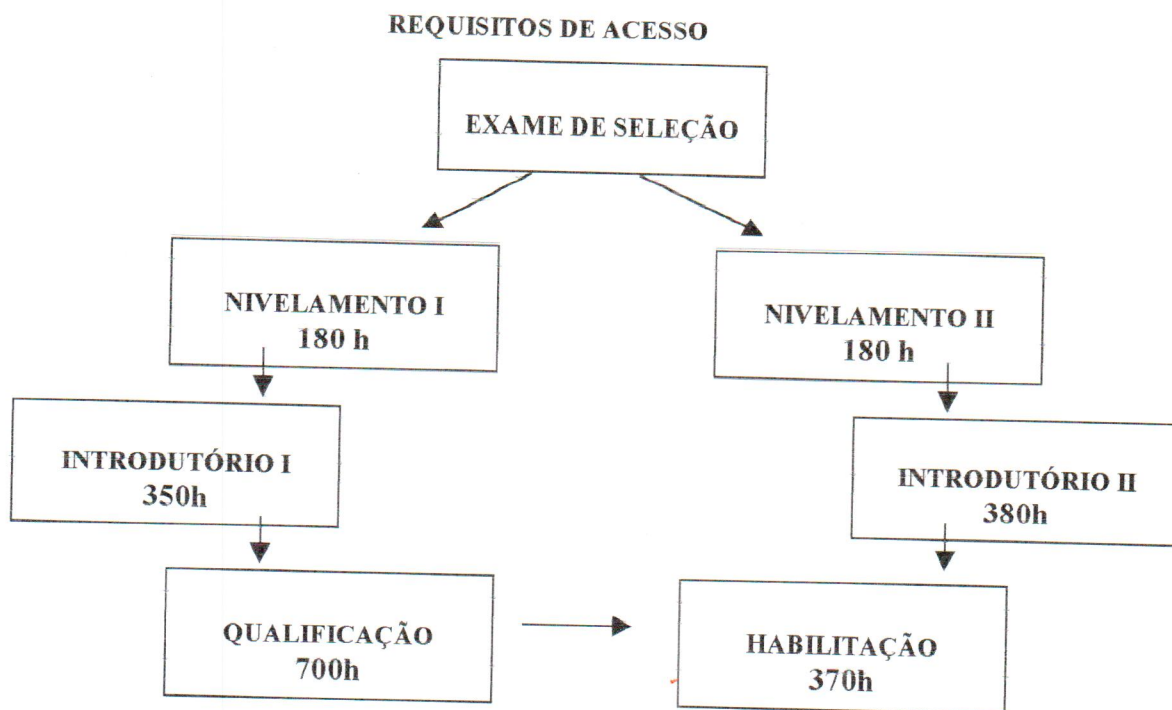 REQUISITOS DE ACESSO
EXAME DE SELEÇÃO
NIVELAMENTO I
180 h
NIVELAMENTO II
180 h
INTRODUTÓRIO I
350h
INTRODUTÓRIO II
380h
QUALIFICAÇÃO
700h
HABILITAÇÃO
370h